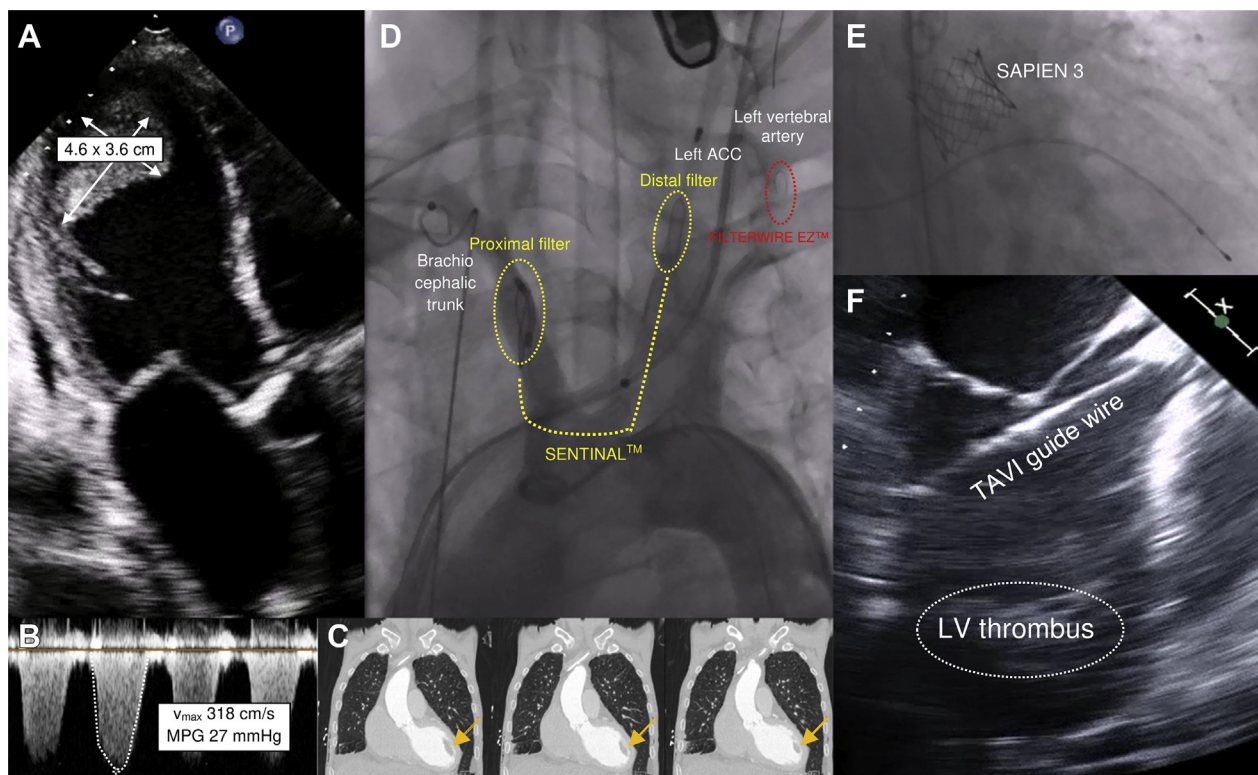 A
P
4.6 x 3.6 cm
B
v_max 318 cm/s
MPG 27 mmHg
C
D
Left vertebral
artery
Left ACC
Distal filter
FILTERWIRE EZ™
Proximal filter
Brachio
cephalic
trunk
SENTINAL™
E
SAPIEN 3
F
X
TAVI guide wire
LV thrombus